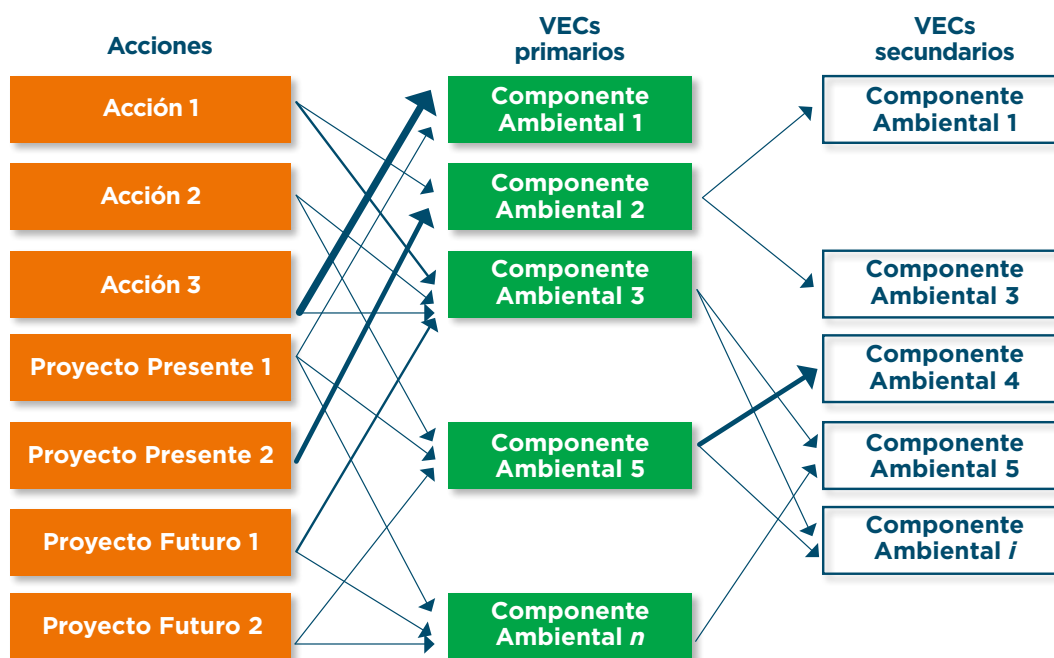 Acciones
Acción 1
Acción 2
Acción 3
Proyecto Presente 1
Proyecto Presente 2
Proyecto Futuro 1
Proyecto Futuro 2
VECs
primarios
Componente
Ambiental 1
Componente
Ambiental 2
Componente
Ambiental 3
Componente
Ambiental 5
Componente
Ambiental n
VECs
secundarios
Componente
Ambiental 1
Componente
Ambiental 3
Componente
Ambiental 4
Componente
Ambiental 5
Componente
Ambiental i